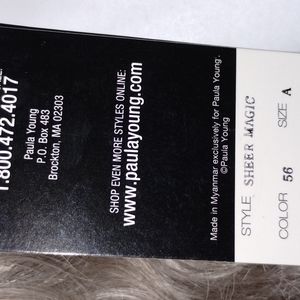 1.800.472.4017
Paula Young
P.O. Box 483
Brockton, MA 02303
SHOP EVEN MORE STYLES ONLINE:
www.paulayoung.com
Made in Myanmar exclusively for Paula Young.
©Paula Young
STYLE SHEER MAGIC
COLOR 56 SIZE A